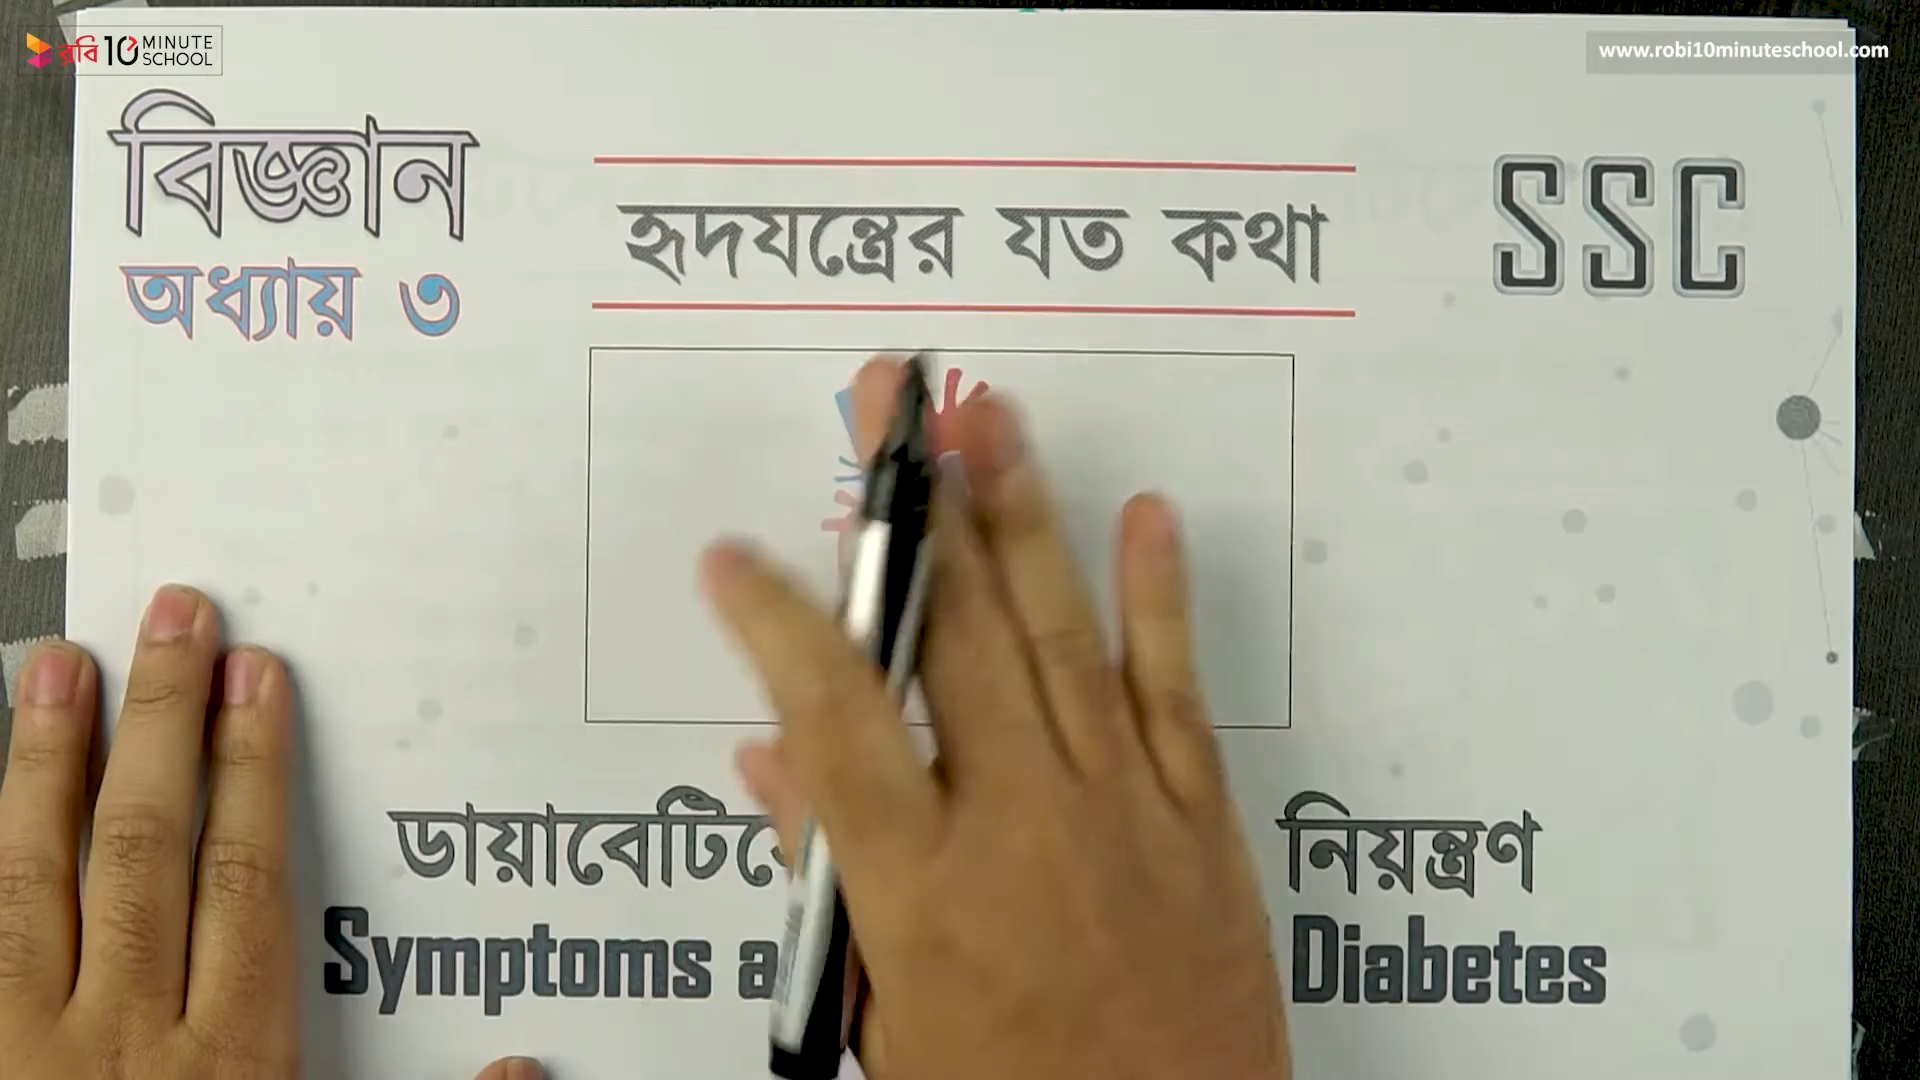 রবি 10 MINUTE SCHOOL
www.robi10minuteschool.com
বিজ্ঞান
অধ্যায় ৩
হৃদযন্ত্রের যত কথা
SSC
নিয়ন্ত্রণ
Symptoms Diabetes